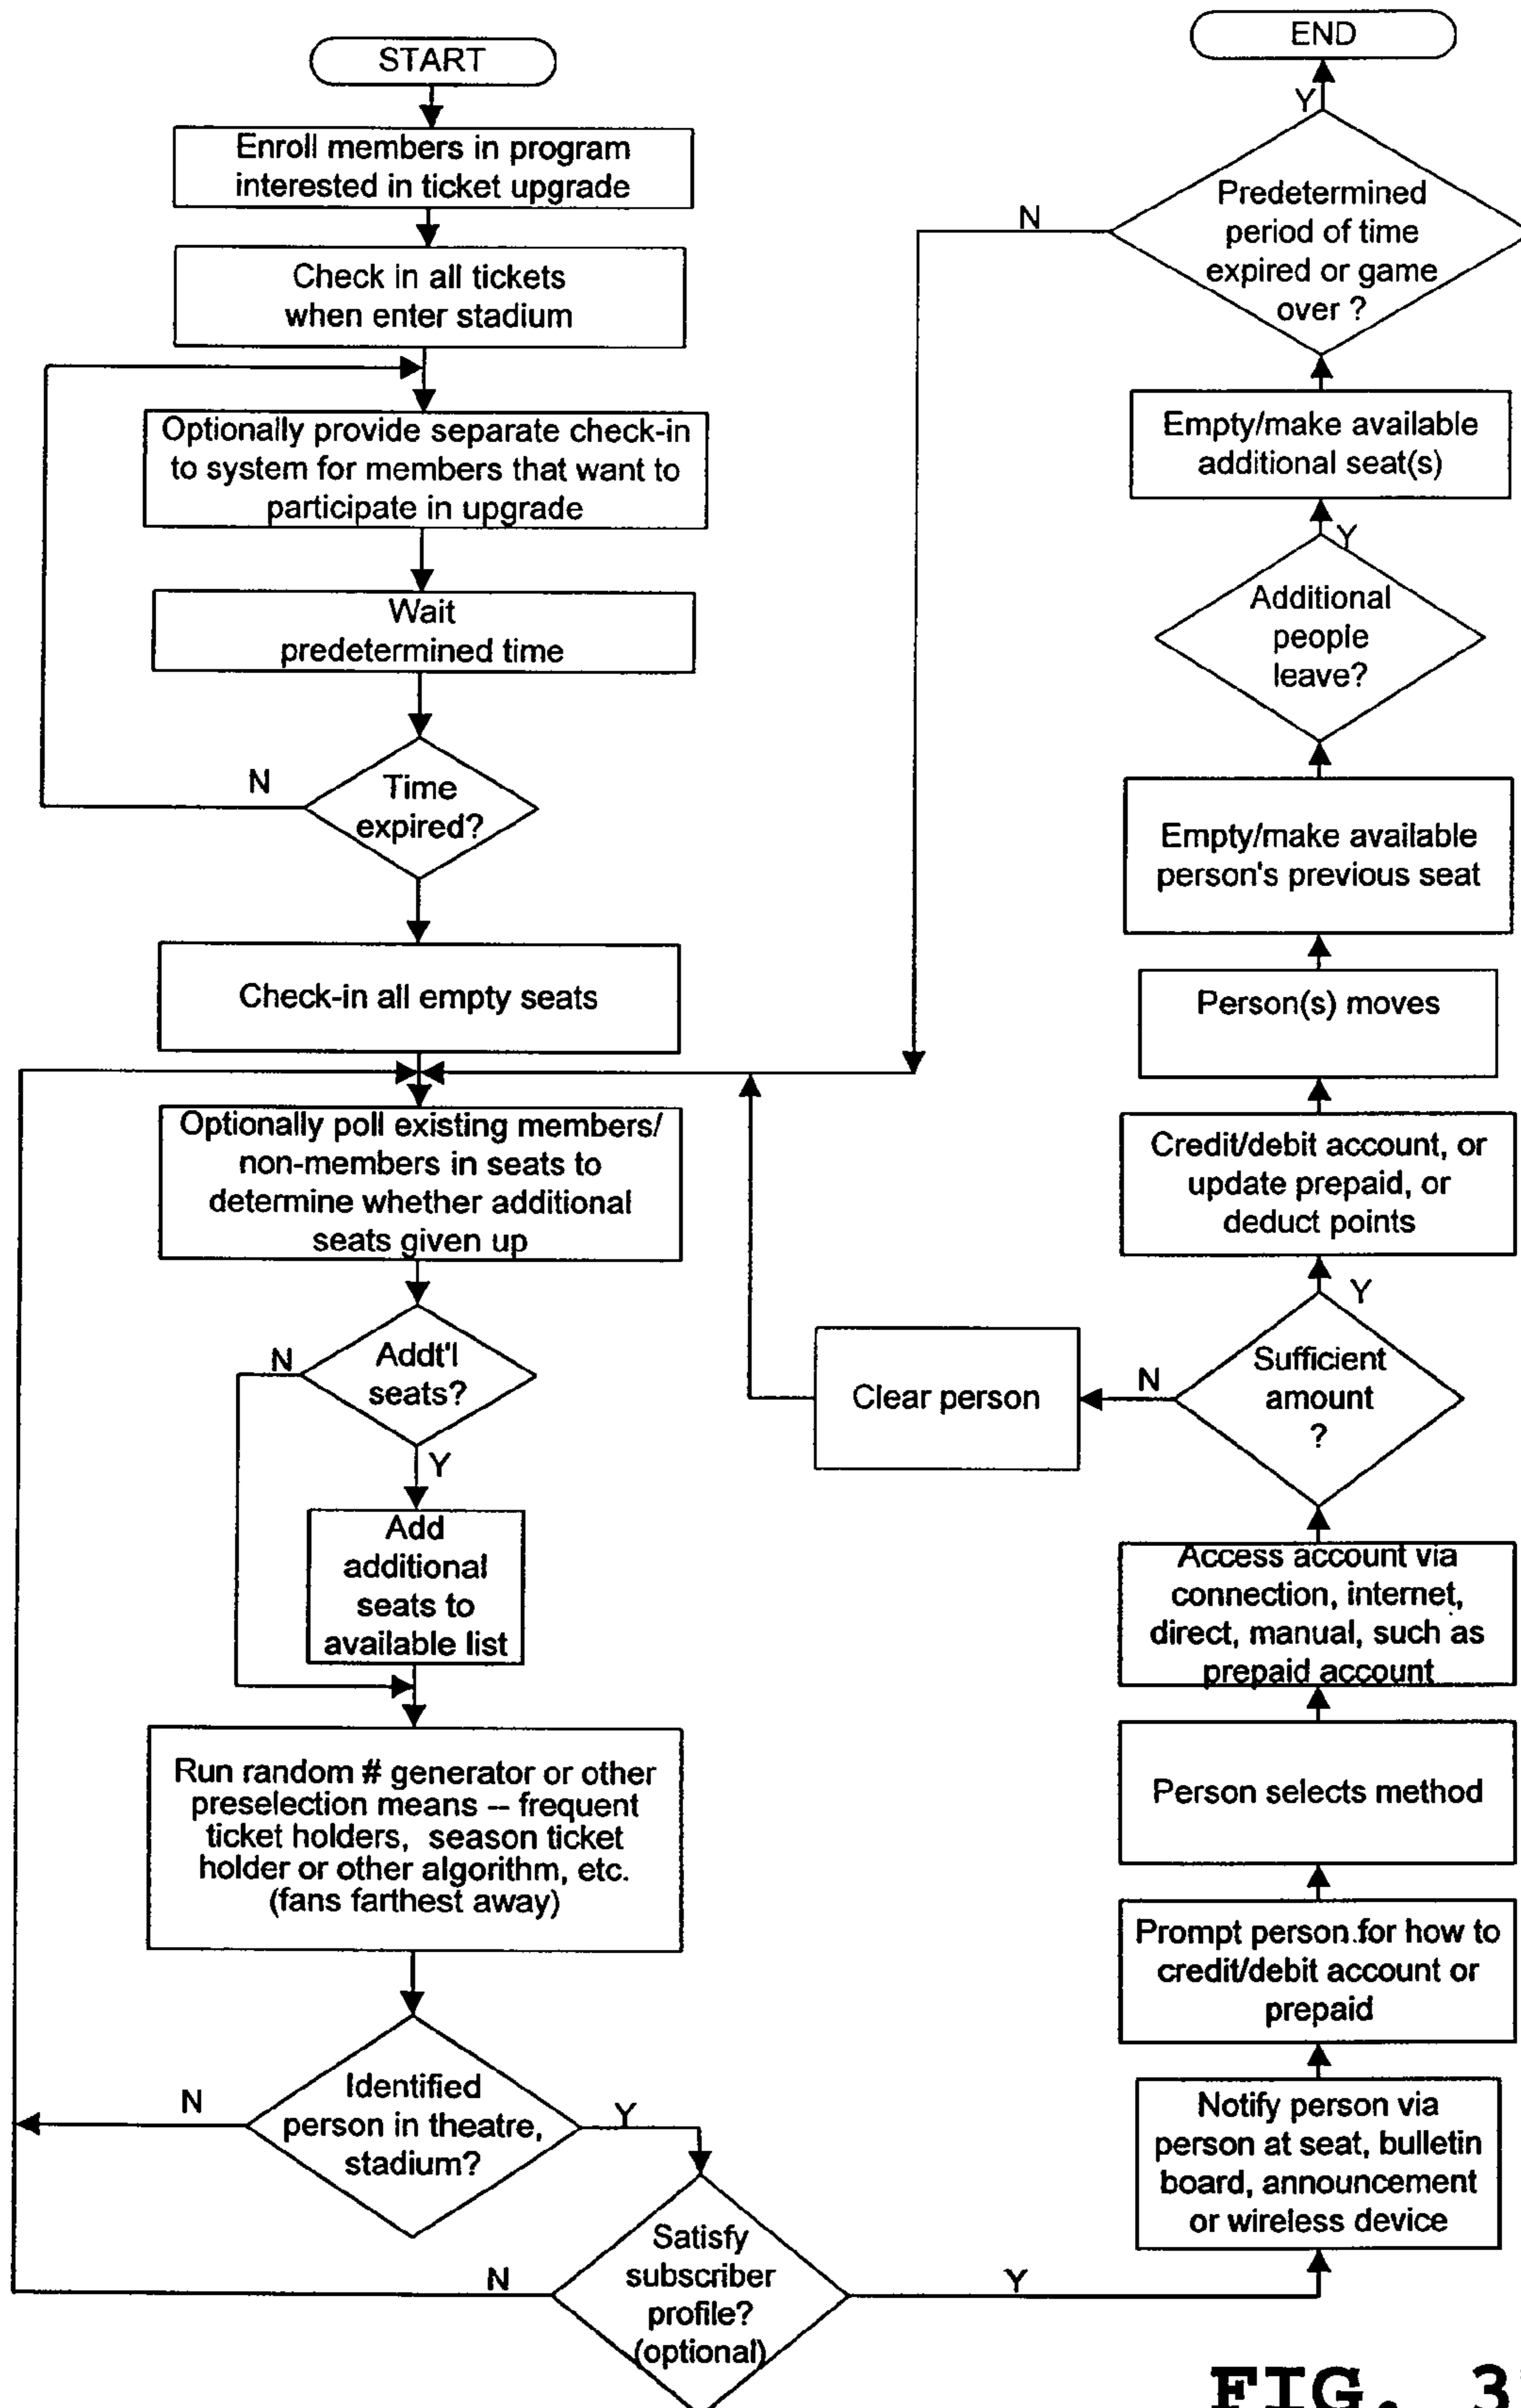 START
Enroll members in program
interested in ticket upgrade
Check in all tickets
when enter stadium
Optionally provide separate check-in
to system for members that want to
participate in upgrade
Wait
predetermined time
N
Time
expired?
Check-in all empty seats
Optionally poll existing members/
non-members in seats to
determine whether additional
seats given up
N
Addt'l
seats?
Y
Add
additional
seats to
available list
Run random # generator or other
preselection means -- frequent
ticket holders, season ticket
holder or other algorithm, etc.
(fans farthest away)
N
Identified
person in theatre,
stadium?
Y
N
Satisfy
subscriber
profile?
(optional)
Y
Notify person via
person at seat, bulletin
board, announcement
or wireless device
Prompt person for how to
credit/debit account or
prepaid
Person selects method
Access account via
connection, internet,
direct, manual, such as
prepaid account
Sufficient
amount
?
N
Clear person
Y
Credit/debit account, or
update prepaid, or
deduct points
Person(s) moves
Empty/make available
person's previous seat
Additional
people
leave?
Y
Empty/make available
additional seat(s)
Predetermined
period of time
expired or game
over ?
N
Y
END
FIG. 3